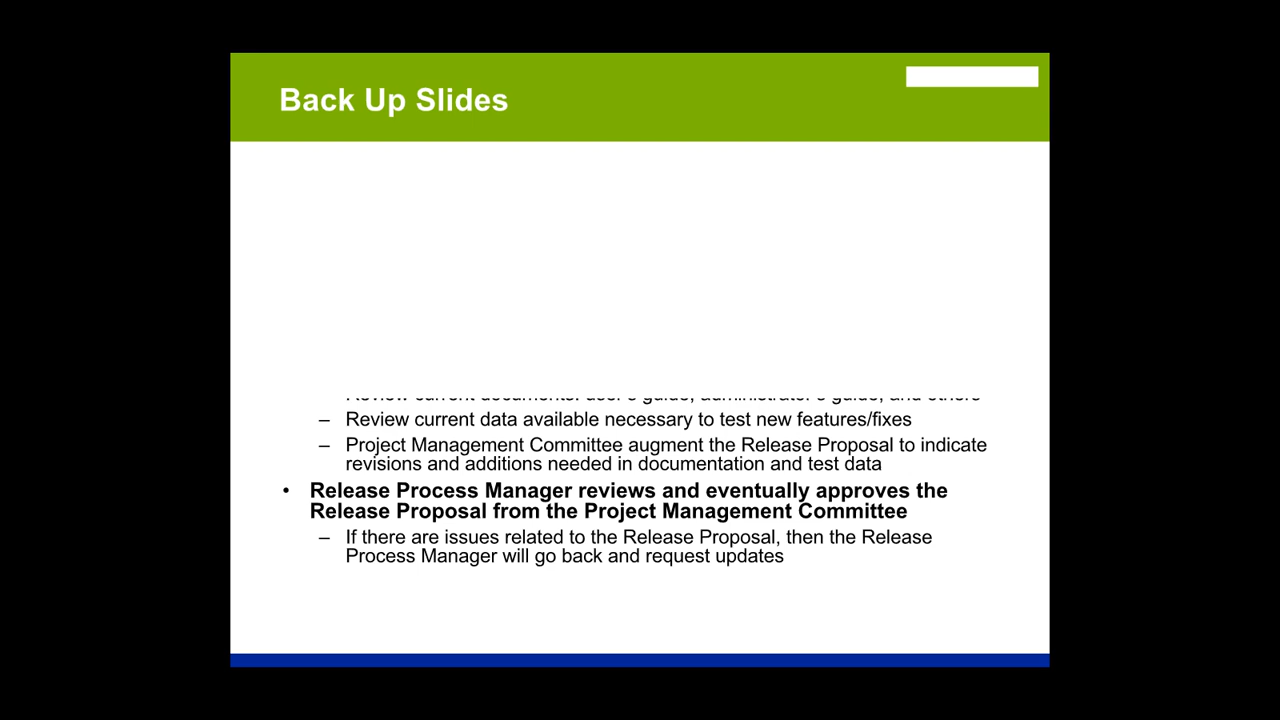 Back Up Slides
– Review current data available necessary to test new features/fixes
– Project Management Committee augment the Release Proposal to indicate
revisions and additions needed in documentation and test data
• Release Process Manager reviews and eventually approves the
Release Proposal from the Project Management Committee
– If there are issues related to the Release Proposal, then the Release
Process Manager will go back and request updates